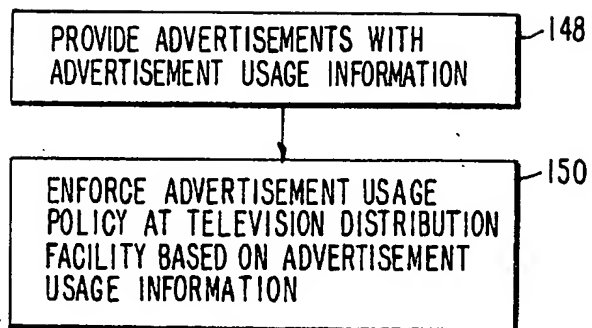 PROVIDE ADVERTISEMENTS WITH
ADVERTISEMENT USAGE INFORMATION
148
ENFORCE ADVERTISEMENT USAGE
POLICY AT TELEVISION DISTRIBUTION
FACILITY BASED ON ADVERTISEMENT
USAGE INFORMATION
150